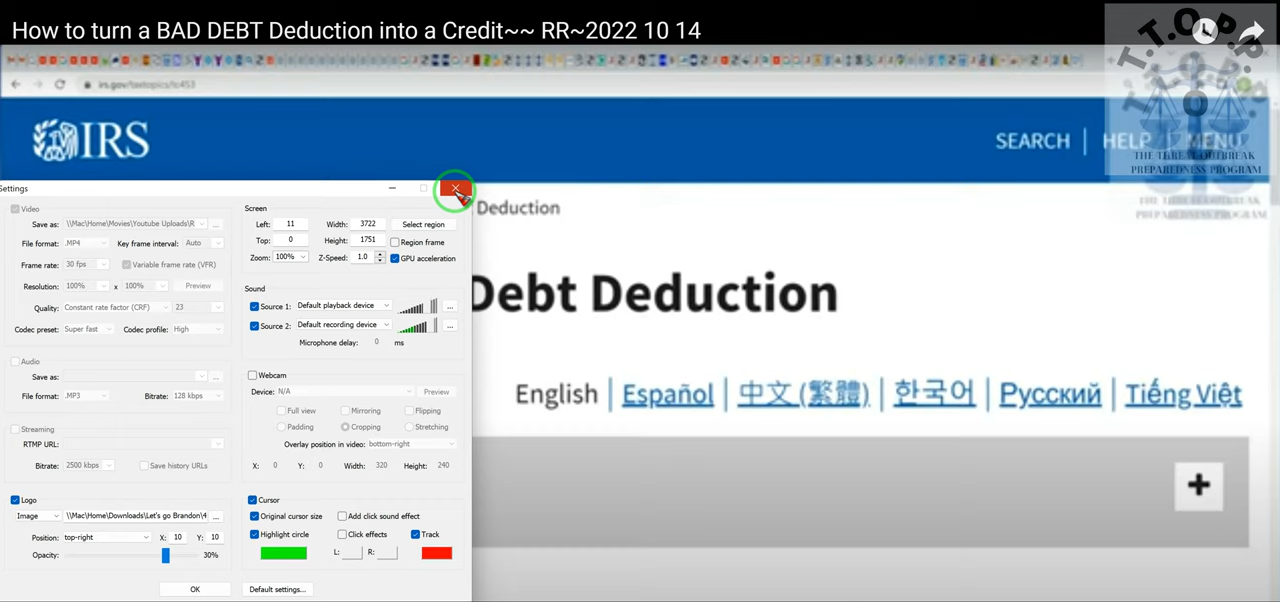 How to turn a BAD DEBT Deduction into a Credit~~ RR~2022 10 14
T.T.O.P.P.
irs.gov/taxtopics/tc453
IRS
SEARCH | HELP | MENU
THE THREAT OUTBREAK
PREPAREDNESS PROGRAM
Deduction
Debt Deduction
English | Español | 中文 (繁體) | 한국어 | Русский | Tiếng Việt
+
Settings
Video
Save as: \\Mac\Home\Movies\Youtube Uploads\R ...
File format: .MP4 Key frame interval: Auto
Frame rate: 30 fps Variable frame rate (VFR)
Resolution: 100% x 100% Preview
Quality: Constant rate factor (CRF) 23
Codec preset: Super fast Codec profile: High
Audio
Save as: ...
File format: .MP3 Bitrate: 128 kbps
Streaming
RTMP URL:
Bitrate: 2500 kbps Save history URLs
Logo
Image \\Mac\Home\Downloads\Let's go Brandon\4 ...
Position: top-right X: 10 Y: 10
Opacity: 30%
Screen
Left: 11 Width: 3722 Select region
Top: 0 Height: 1751 Region frame
Zoom: 100% Z-Speed: 1.0 GPU acceleration
Sound
Source 1: Default playback device ...
Source 2: Default recording device ...
Microphone delay: 0 ms
Webcam
Device: N/A Preview
Full view Mirroring Flipping
Padding Cropping Stretching
Overlay position in video: bottom-right
X: 0 Y: 0 Width: 320 Height: 240
Cursor
Original cursor size Add click sound effect
Highlight circle Click effects Track
L: R:
OK Default settings...